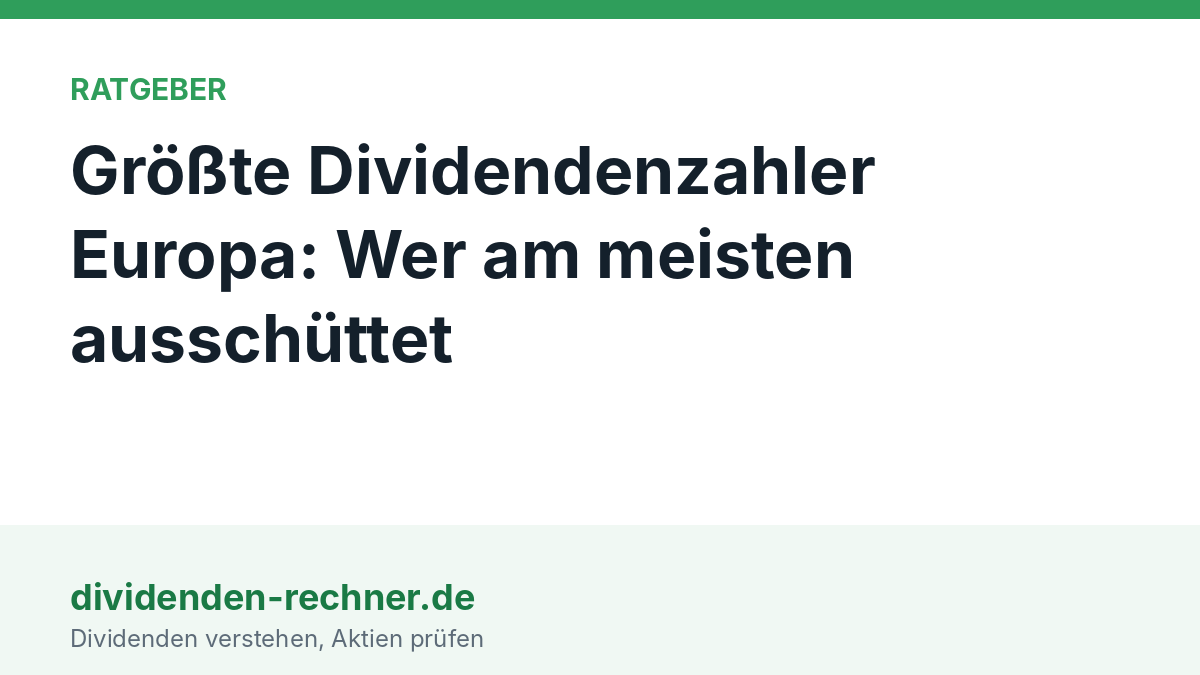 RATGEBER
Größte Dividendenzahler
Europa: Wer am meisten
ausschüttet
dividenden-rechner.de
Dividenden verstehen, Aktien prüfen